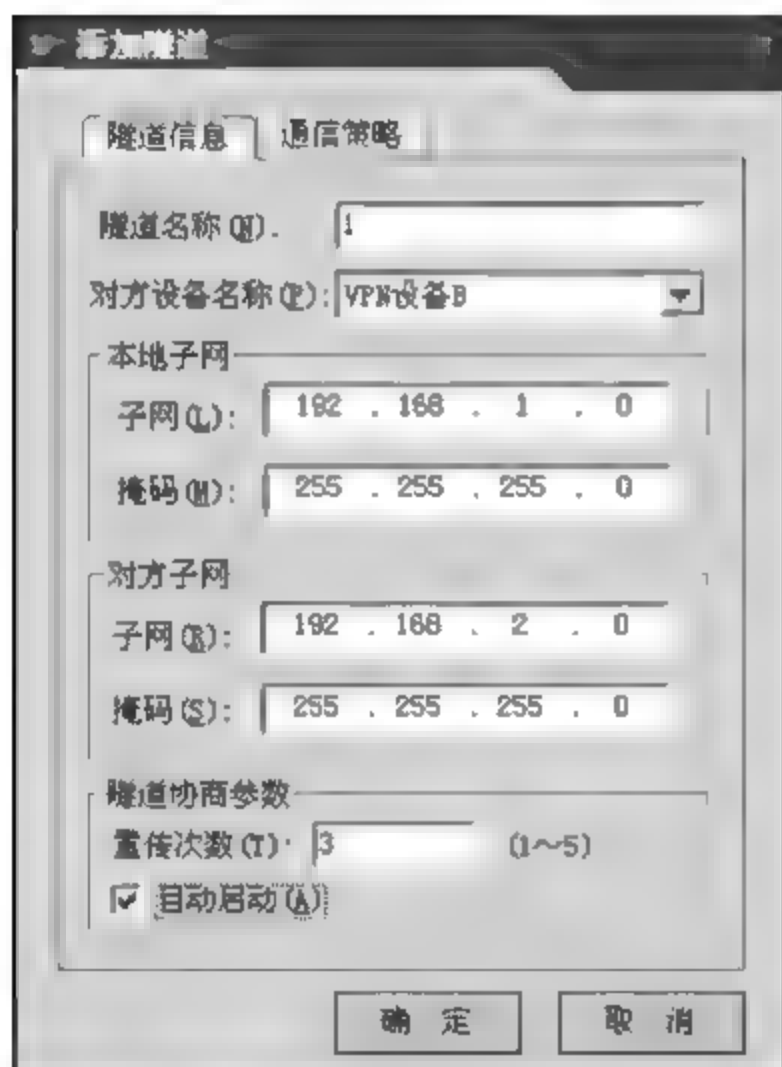 添加隧道
隧道信息 通信策略
隧道名称(N). 1
对方设备名称(P): VPN设备B
本地子网
子网(L): 192 . 168 . 1 . 0
掩码(M): 255 . 255 . 255 . 0
对方子网
子网(R): 192 . 168 . 2 . 0
掩码(S): 255 . 255 . 255 . 0
隧道协商参数
重传次数(T): 3 (1~5)
自动启动(A)
确 定 取 消